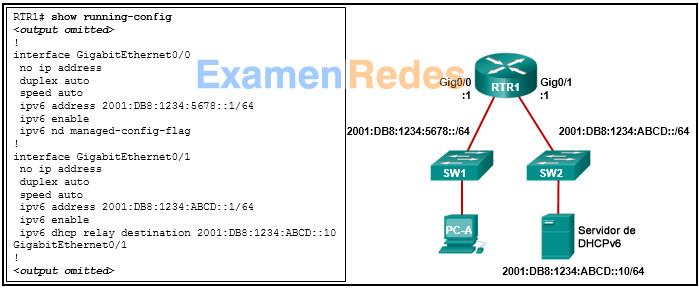 RTR1# show running-config
<output omitted>
!
interface GigabitEthernet0/0
no ip address
duplex auto
speed auto
ipv6 address 2001:DB8:1234:5678::1/64
ipv6 enable
ipv6 nd managed-config-flag
!
interface GigabitEthernet0/1
no ip address
duplex auto
speed auto
ipv6 address 2001:DB8:1234:ABCD::1/64
ipv6 enable
ipv6 dhcp relay destination 2001:DB8:1234:ABCD::10
GigabitEthernet0/1
!
<output omitted>
ExamenRedes
Gig0/0
:1
RTR1
Gig0/1
:1
2001:DB8:1234:5678::/64
2001:DB8:1234:ABCD::/64
SW1
SW2
PC-A
Servidor de
DHCPv6
2001:DB8:1234:ABCD::10/64